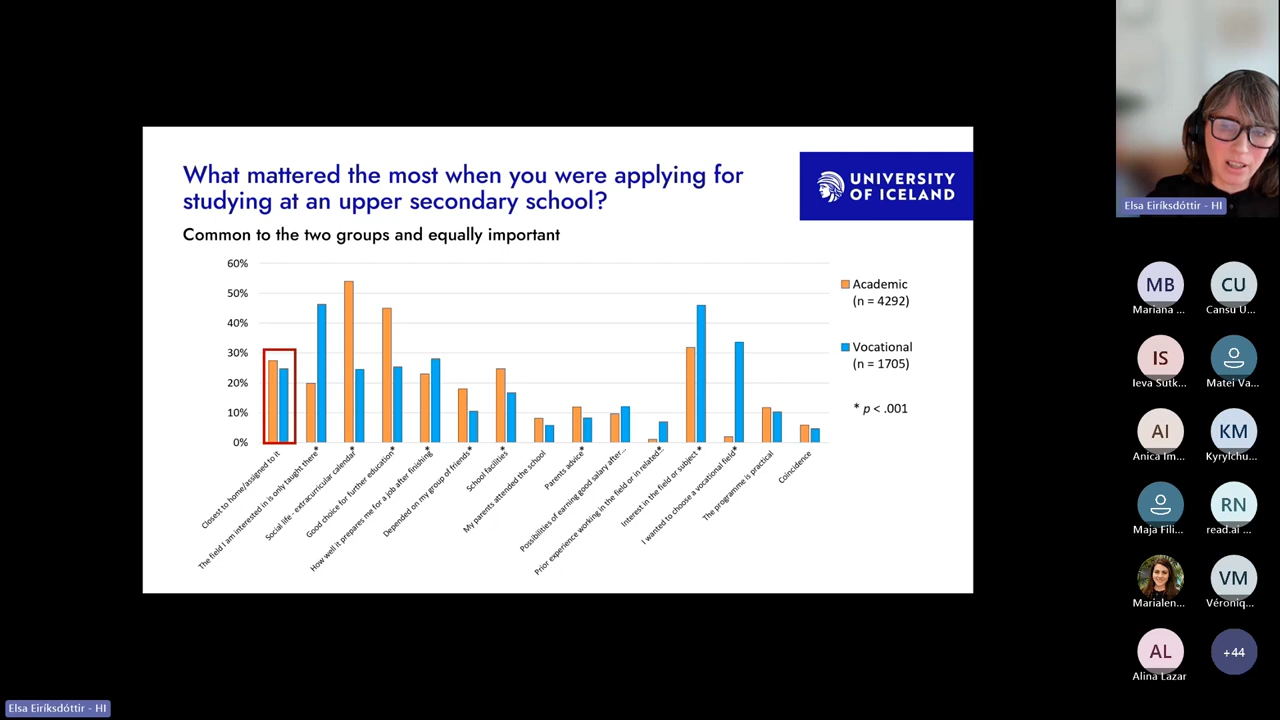 What mattered the most when you were applying for
studying at an upper secondary school?
UNIVERSITY
OF ICELAND
Common to the two groups and equally important
60%
50%
40%
30%
20%
10%
0%
Academic
(n = 4292)
Vocational
(n = 1705)
* p < .001
Closest to home/assigned to it
The field I am interested in is only taught there*
Social life - extracurricular calendar*
Good choice for further education*
How well it prepares me for a job after finishing*
Depended on my group of friends*
School facilities*
My parents attended the school
Parents advice*
Possibilities of earning good salary after...
Prior experience working in the field or in related*
Interest in the field or subject *
I wanted to choose a vocational field*
The programme is practical
Coincidence
Elsa Eiríksdóttir - HI
MB
Mariana ...
CU
Cansu U...
IS
Ieva Sutk...
Matei Va...
AI
Anica Im...
KM
Kyrylchu...
Maja Fili...
RN
read.ai ...
Marialen...
VM
Véroniq...
AL
Alina Lazar
+44
Elsa Eiríksdóttir - HI